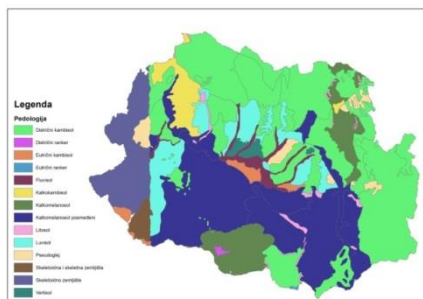 Legenda
Pedologija
Distrični kambisol
Distrični ranker
Eutrični kambisol
Eutrični ranker
Fluvisol
Kalkokambisol
Kalkomelanosol
Kalkomelanosol posmeđeni
Litosol
Luvisol
Pseudoglej
Skeletoidna i skeletna zemljišta
Skeletoidno zemljište
Vertisol